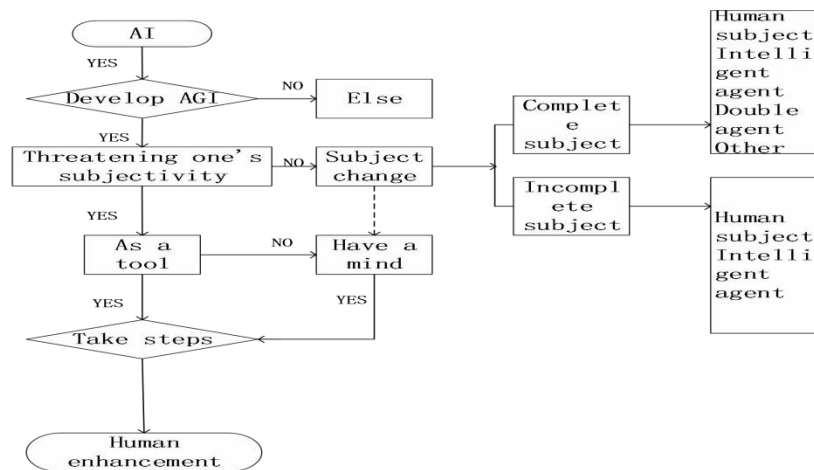 AI
YES
Develop AGI
NO
Else
YES
Threatening one's
subjectivity
NO
Subject
change
Complet
e
subject
Human
subject
Intelli
gent
agent
Double
agent
Other
Incompl
ete
subject
Human
subject
Intelli
gent
agent
YES
As a
tool
NO
Have a
mind
YES
YES
Take steps
Human
enhancement